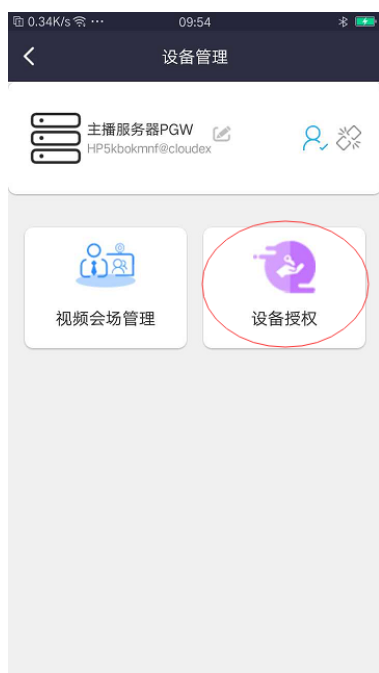 0.34K/s ··· 09:54
设备管理
主播服务器PGW
HP5kbokmnf@cloudex
视频会场管理
设备授权